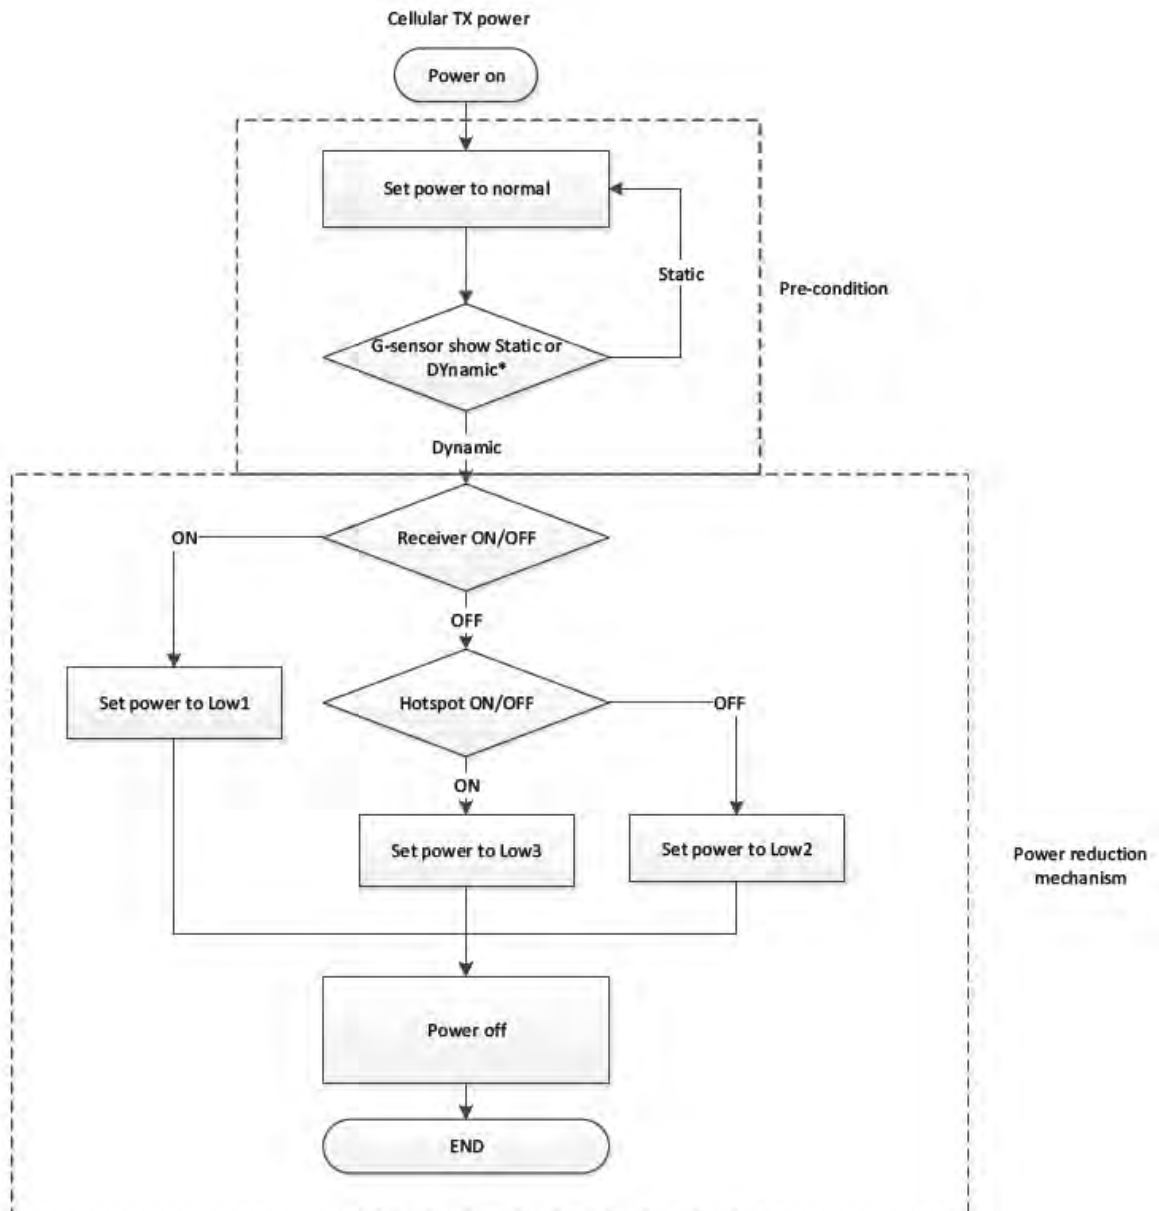 Cellular TX power
Power on
Set power to normal
Static
Pre-condition
G-sensor show Static or
DYnamic*
Dynamic
Receiver ON/OFF
ON
OFF
Set power to Low1
Hotspot ON/OFF
OFF
ON
Set power to Low3
Set power to Low2
Power reduction
mechanism
Power off
END